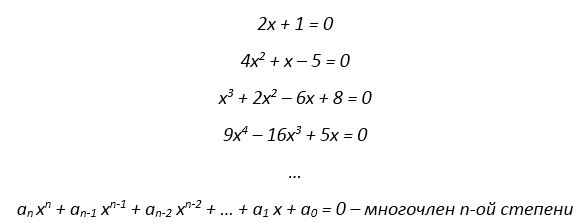 2x + 1 = 0
4x² + x – 5 = 0
x³ + 2x² – 6x + 8 = 0
9x⁴ – 16x³ + 5x = 0
...
aₙ xⁿ + aₙ₋₁ xⁿ⁻¹ + aₙ₋₂ xⁿ⁻² + ... + a₁ x + a₀ = 0 – многочлен n-ой степени